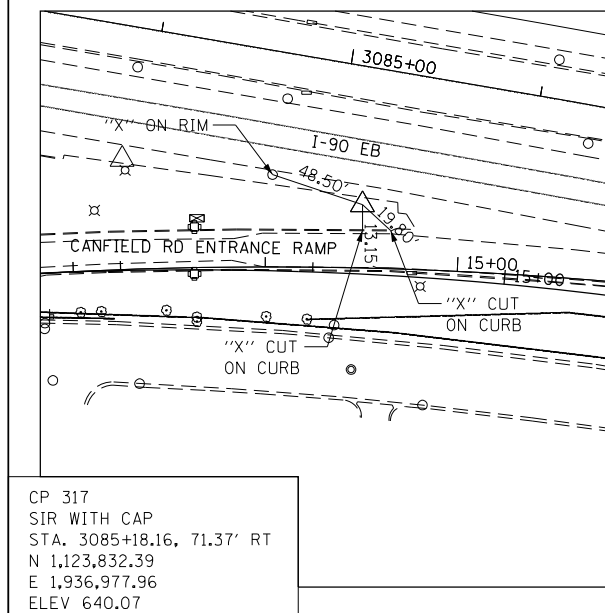 3085+00
"X" ON RIM
I-90 EB
48.50'
19.80'
13.15'
CANFIELD RD ENTRANCE RAMP
15+00
15+00
"X" CUT
ON CURB
"X" CUT
ON CURB
CP 317
SIR WITH CAP
STA. 3085+18.16, 71.37' RT
N 1,123,832.39
E 1,936,977.96
ELEV 640.07